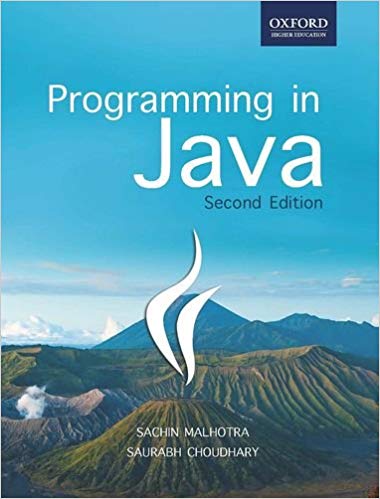 OXFORD
HIGHER EDUCATION
Programming in
Java
Second Edition
SACHIN MALHOTRA
SAURABH CHOUDHARY